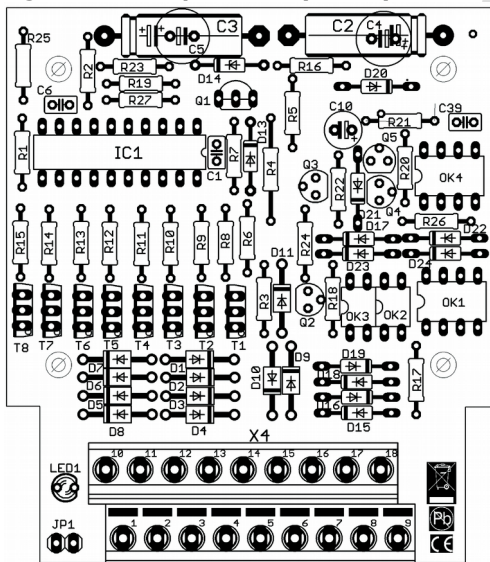 C3 C2 C4
R25 C5
R2 R23 D14 R16 D20
R19
C6 R27 Q1 R5 C10 R21 C39
R1 IC1 C1 R7 D13 R4 Q3 R22 Q5 R20 OK4
D21 Q4
D17 R26 D22
R15 R14 R13 R12 R11 R10 R9 R8 R6 D11 R24 D23 D24
R3 Q2 R18 OK3 OK2 OK1
T8 T7 T6 T5 T4 T3 T2 T1
D7 D1 D10 D9 D19 R17
D6 D2 D18
D5 D3 D16
D8 D4 D15
X4
10 11 12 13 14 15 16 17 18
LED1
JP1 1 2 3 4 5 6 7 8 9
Pb
CE